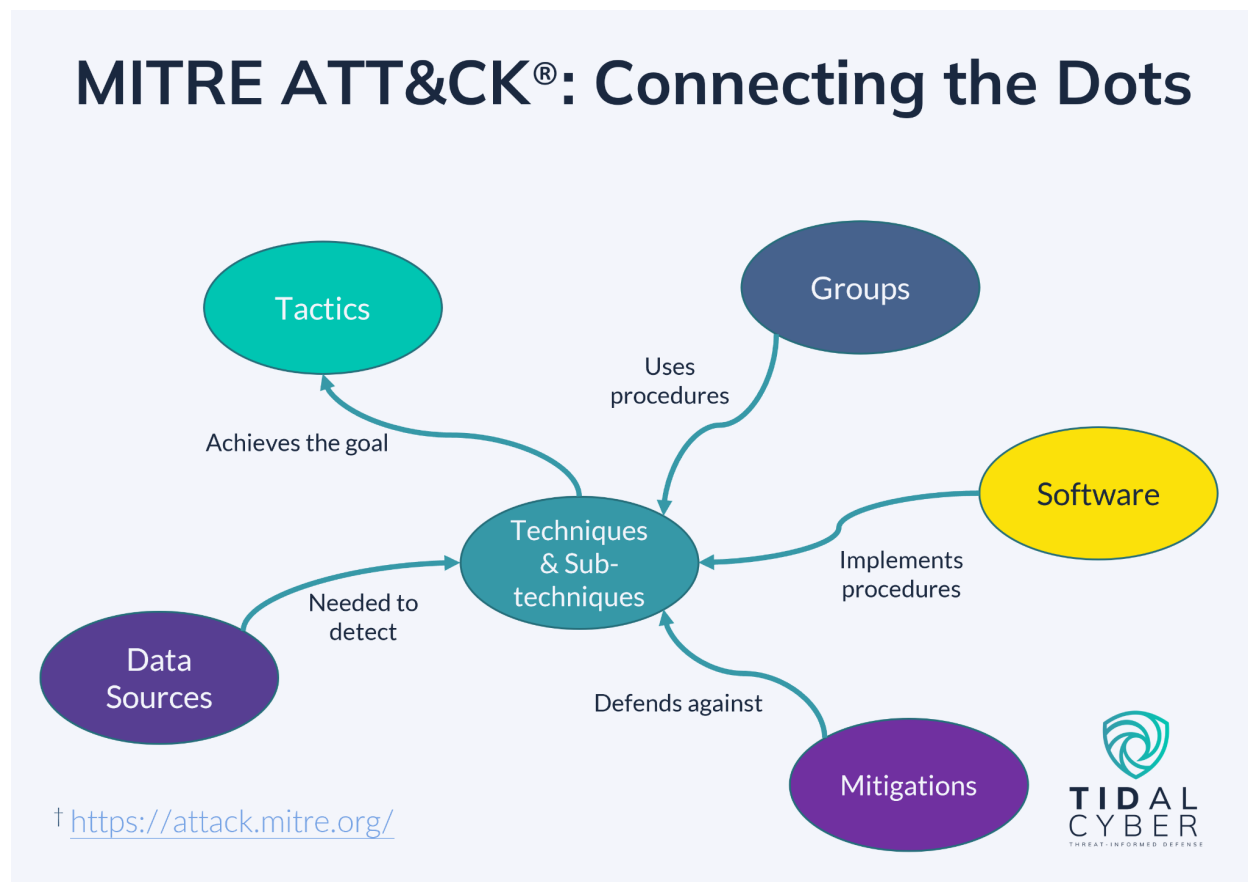 MITRE ATT&CK®: Connecting the Dots
Tactics
Groups
Uses
procedures
Achieves the goal
Software
Techniques
& Sub-
techniques
Implements
procedures
Needed to
detect
Data
Sources
Defends against
Mitigations
† https://attack.mitre.org/
TIDAL
CYBER
THREAT-INFORMED DEFENSE